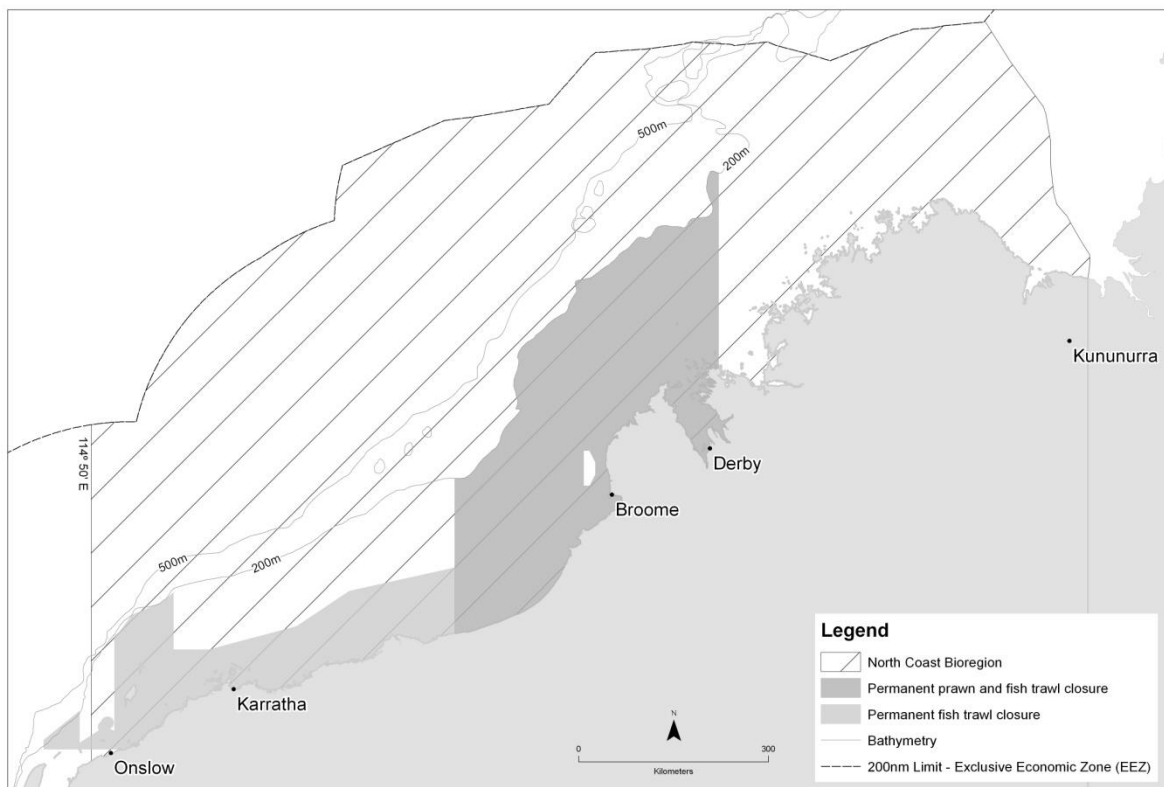 500m
200m
114° 50' E
Kununurra
Derby
Broome
500m
200m
Karratha
Onslow
N
0 300
Kilometers
Legend
North Coast Bioregion
Permanent prawn and fish trawl closure
Permanent fish trawl closure
Bathymetry
200nm Limit - Exclusive Economic Zone (EEZ)